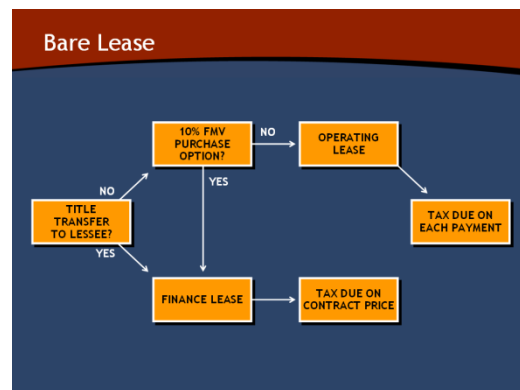 Bare Lease
10% FMV
PURCHASE
OPTION?
NO
OPERATING
LEASE
YES
NO
TITLE
TRANSFER
TO LESSEE?
TAX DUE ON
EACH PAYMENT
YES
FINANCE LEASE
TAX DUE ON
CONTRACT PRICE